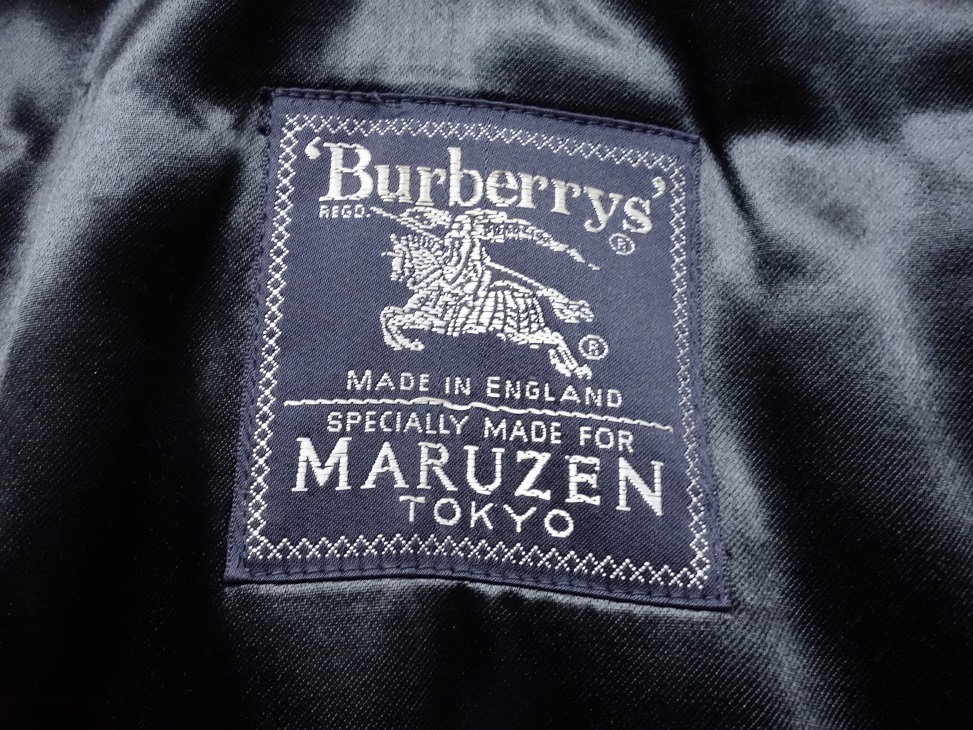 ‘Burberrys’
REGD.
®
®
MADE IN ENGLAND
SPECIALLY MADE FOR
MARUZEN
TOKYO